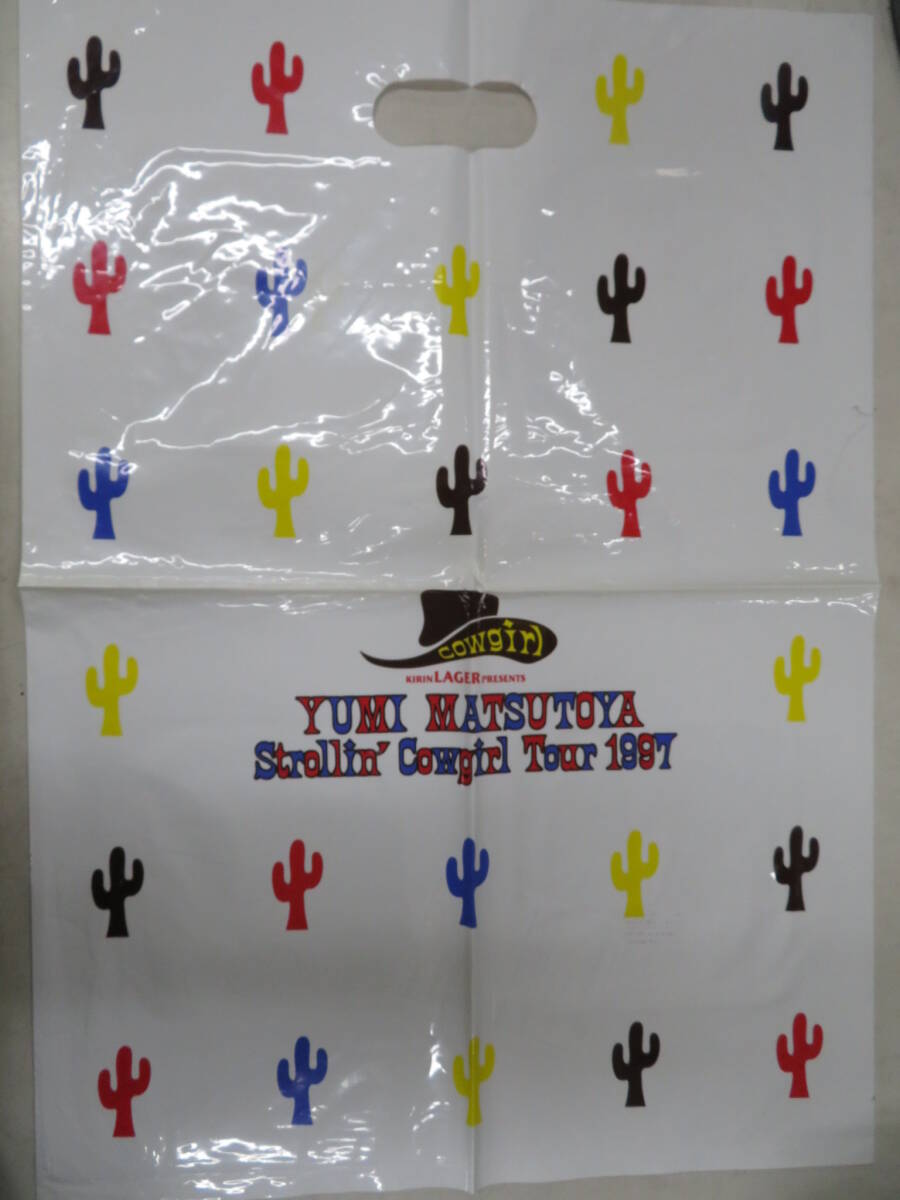 cowgirl
KIRIN LAGER PRESENTS
YUMI MATSUTOYA
Strollin' Cowgirl Tour 1997